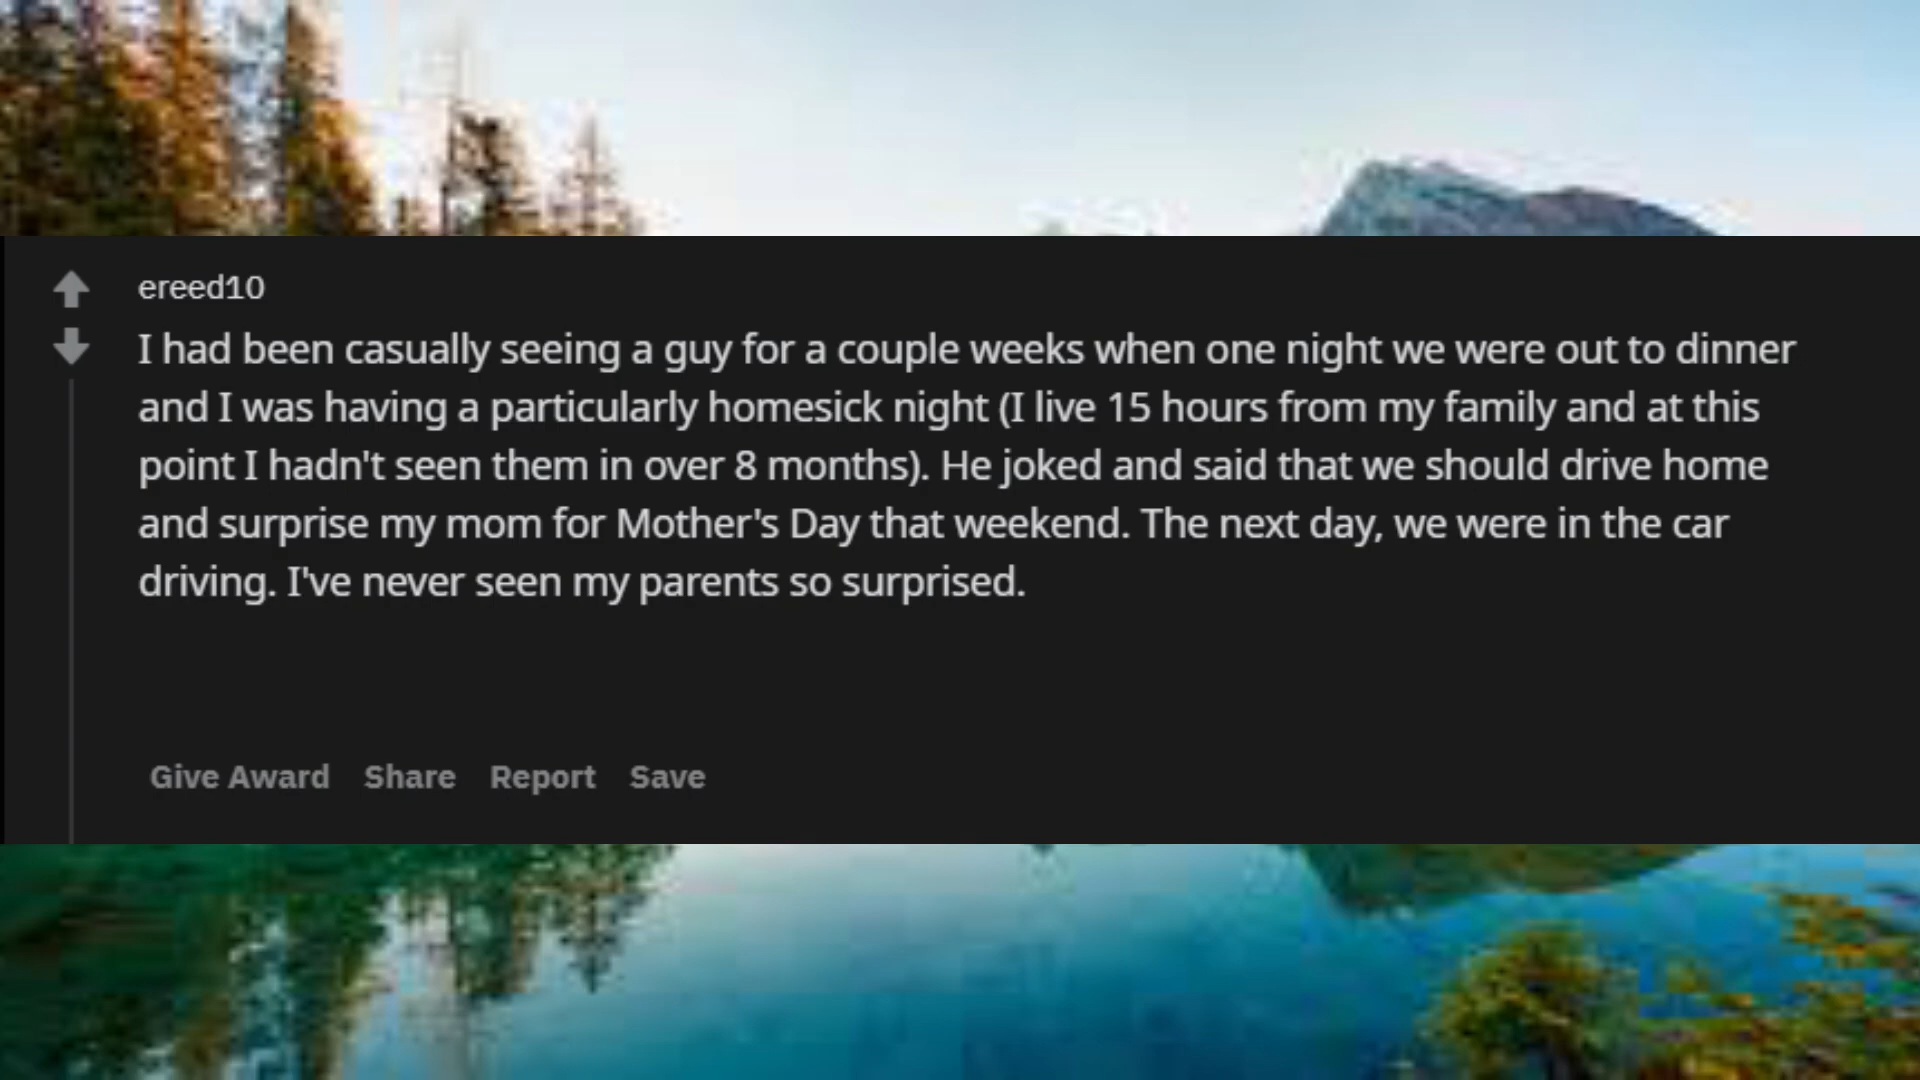 ereed10
I had been casually seeing a guy for a couple weeks when one night we were out to dinner
and I was having a particularly homesick night (I live 15 hours from my family and at this
point I hadn't seen them in over 8 months). He joked and said that we should drive home
and surprise my mom for Mother's Day that weekend. The next day, we were in the car
driving. I've never seen my parents so surprised.
Give Award Share Report Save